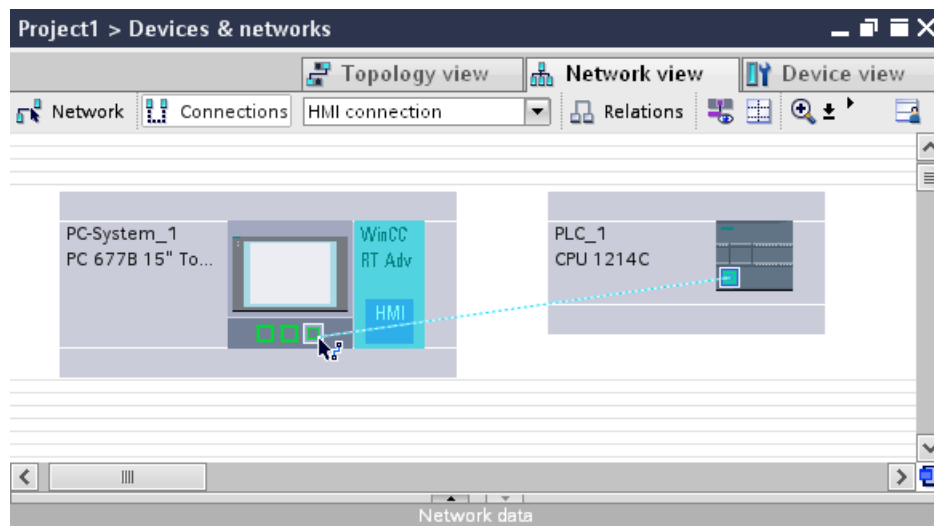 Project1 > Devices & networks
Topology view
Network view
Device view
Network
Connections
HMI connection
Relations
PC-System_1
PC 677B 15" To...
WinCC
RT Adv
HMI
PLC_1
CPU 1214C
Network data